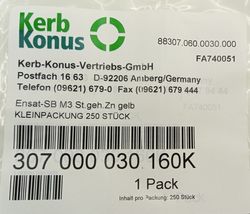 Kerb
Konus
88307.060.0030.000
FA740051
Kerb-Konus-Vertriebs-GmbH
Postfach 16 63 D-92206 Amberg/Germany
Telefon (09621) 679-0 Fax (09621) 679 444
Ensat-SB M3 St.geh.Zn gelb
KLEINPACKUNG 250 STÜCK
307 000 030 160K
1 Pack
Inhalt pro Packung: 250 Stück